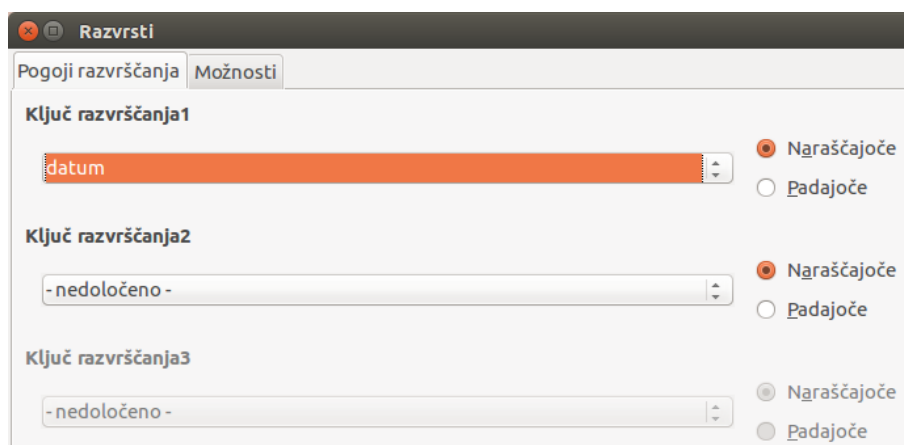 Razvrsti
Pogoji razvrščanja Možnosti
Ključ razvrščanja1
datum
Naraščajoče
Padajoče
Ključ razvrščanja2
- nedoločeno -
Naraščajoče
Padajoče
Ključ razvrščanja3
- nedoločeno -
Naraščajoče
Padajoče